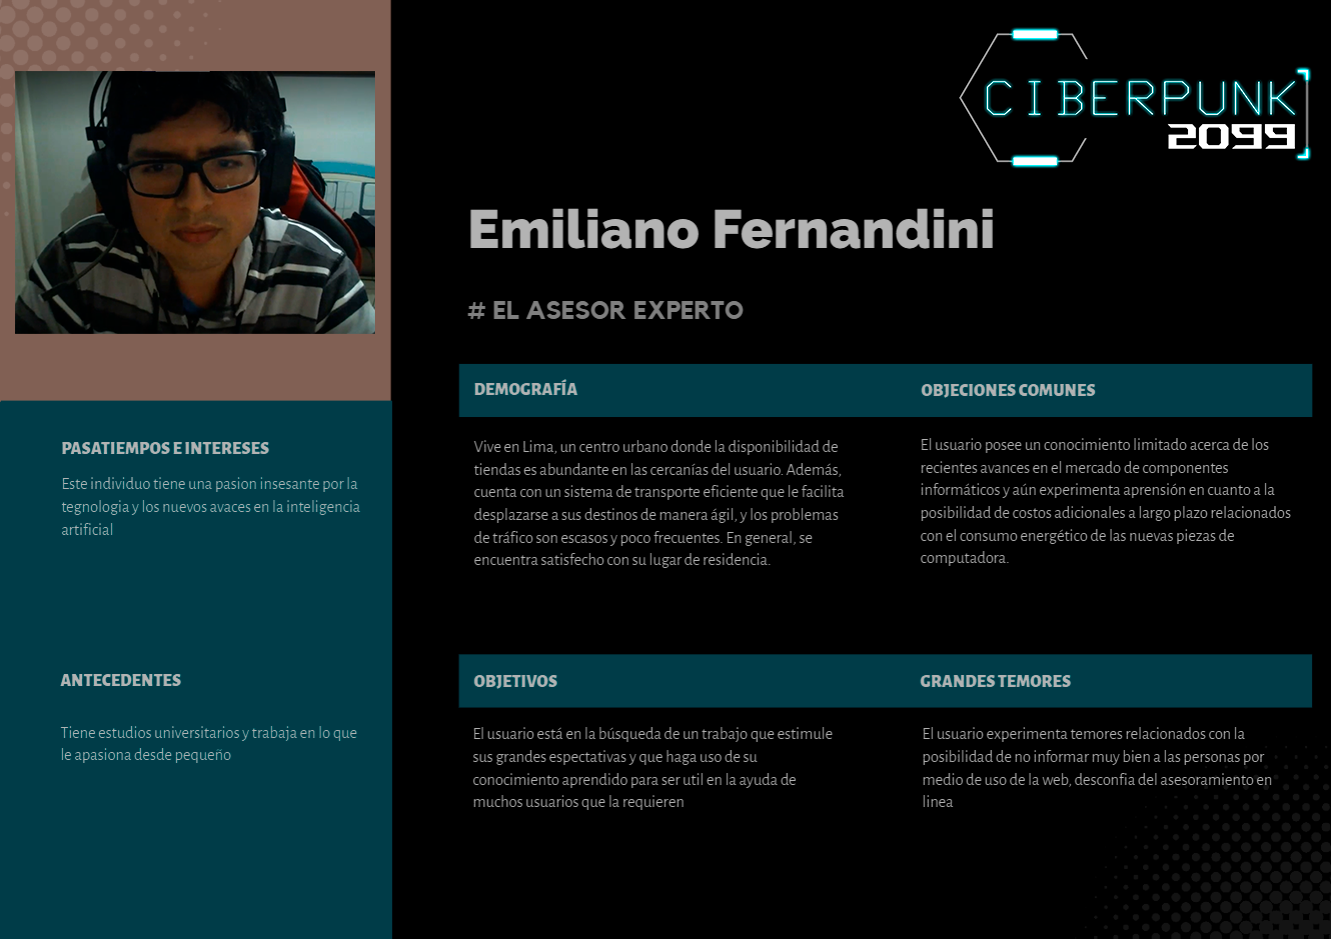 CIBERPUNK
2099
Emiliano Fernandini
# EL ASESOR EXPERTO
PASATIEMPOS E INTERESES
Este individuo tiene una pasion insesante por la
tegnologia y los nuevos avaces en la inteligencia
artificial
ANTECEDENTES
Tiene estudios universitarios y trabaja en lo que
le apasiona desde pequeño
DEMOGRAFÍA
Vive en Lima, un centro urbano donde la disponibilidad de
tiendas es abundante en las cercanías del usuario. Además,
cuenta con un sistema de transporte eficiente que le facilita
desplazarse a sus destinos de manera ágil, y los problemas
de tráfico son escasos y poco frecuentes. En general, se
encuentra satisfecho con su lugar de residencia.
OBJECIONES COMUNES
El usuario posee un conocimiento limitado acerca de los
recientes avances en el mercado de componentes
informáticos y aún experimenta aprensión en cuanto a la
posibilidad de costos adicionales a largo plazo relacionados
con el consumo energético de las nuevas piezas de
computadora.
OBJETIVOS
El usuario está en la búsqueda de un trabajo que estimule
sus grandes espectativas y que haga uso de su
conocimiento aprendido para ser util en la ayuda de
muchos usuarios que la requieren
GRANDES TEMORES
El usuario experimenta temores relacionados con la
posibilidad de no informar muy bien a las personas por
medio de uso de la web, desconfia del asesoramiento en
linea